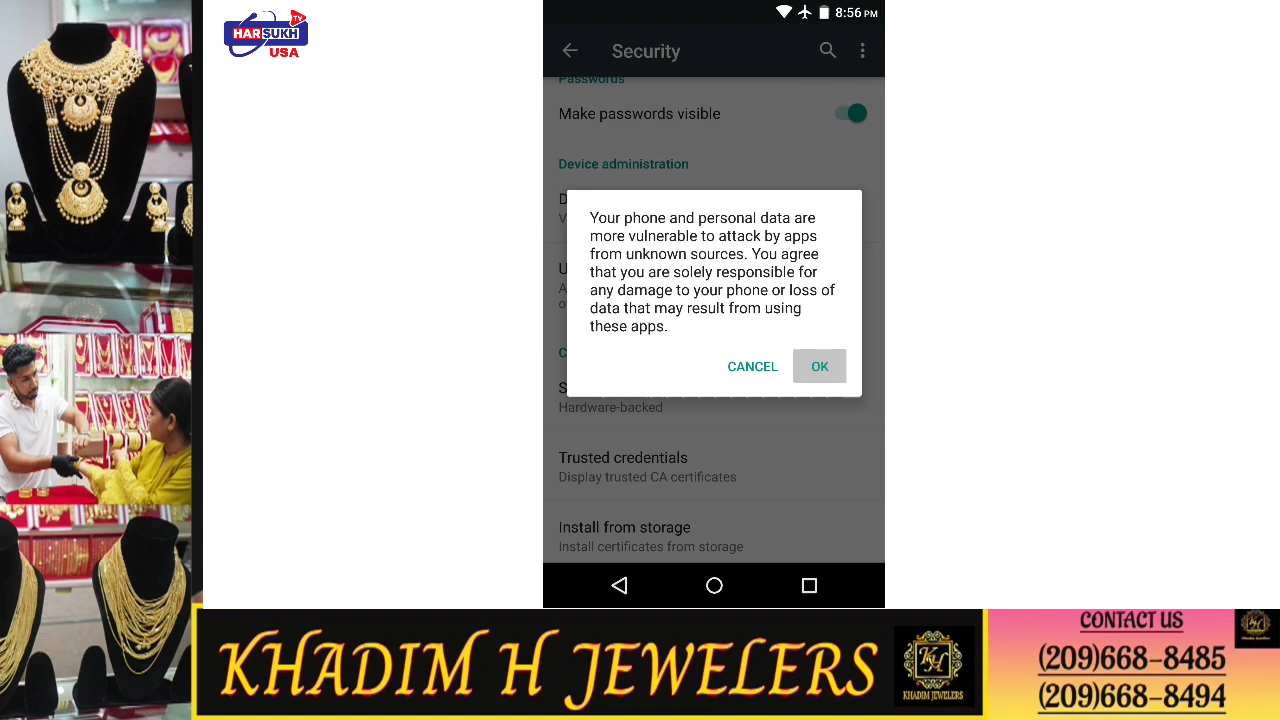 HARSUKH
TV
USA
8:56 PM
Security
Passwords
Make passwords visible
Device administration
Your phone and personal data are
more vulnerable to attack by apps
from unknown sources. You agree
that you are solely responsible for
any damage to your phone or loss of
data that may result from using
these apps.
CANCEL OK
Hardware-backed
Trusted credentials
Display trusted CA certificates
Install from storage
Install certificates from storage
KHADIM H JEWELERS
KH
KHADIM JEWELERS
CONTACT US
(209)668-8485
(209)668-8494